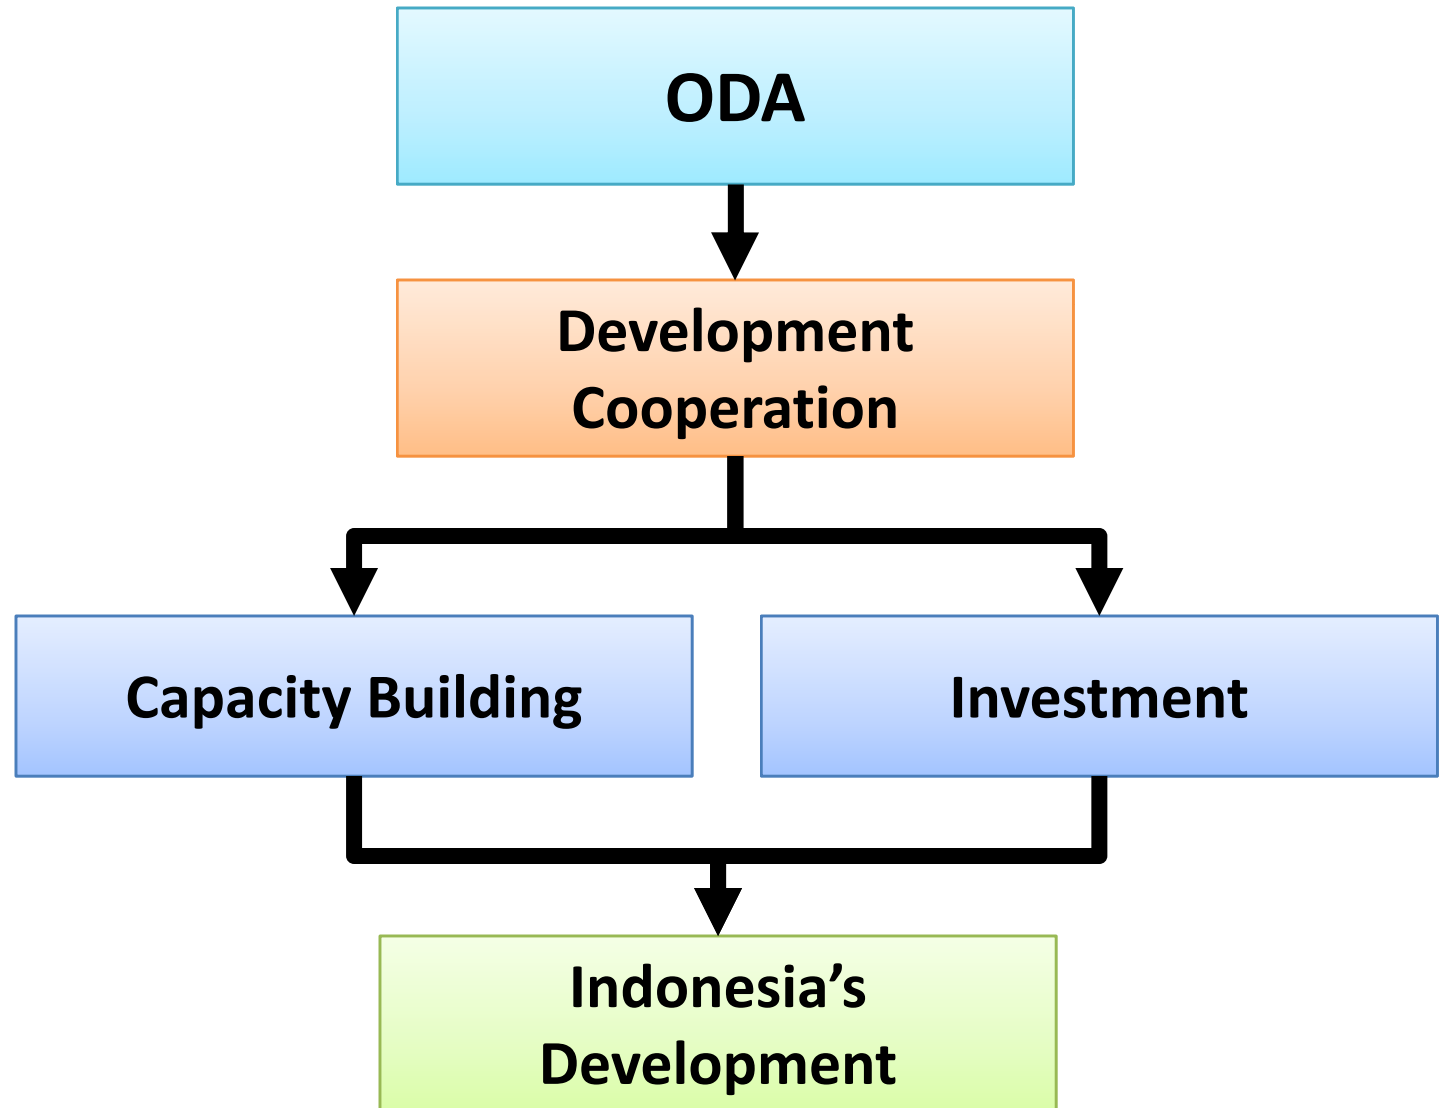 ODA
Development
Cooperation
Capacity Building
Investment
Indonesia’s
Development